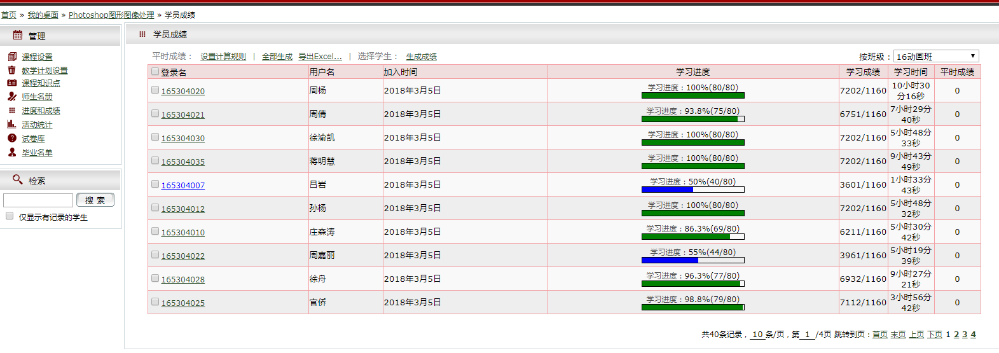 首页 » 我的桌面 » Photoshop图形图像处理 » 学员成绩
管理
课程设置
教学计划设置
课程知识点
师生名册
进度和成绩
活动统计
试卷库
毕业名单
检索
搜 索
仅显示有记录的学生
学员成绩
平时成绩： 设置计算规则 | 全部生成 导出Excel... | 选择学生： 生成成绩 按班级：16动画班
登录名 用户名 加入时间 学习进度 学习成绩 学习时间 平时成绩
165304020 周杨 2018年3月5日 学习进度：100%(80/80) 7202/1160 10小时30分16秒 0
165304021 周倩 2018年3月5日 学习进度：93.8%(75/80) 6751/1160 7小时29分40秒 0
165304030 徐渝凯 2018年3月5日 学习进度：100%(80/80) 7202/1160 5小时48分33秒 0
165304035 蒋明慧 2018年3月5日 学习进度：100%(80/80) 7202/1160 9小时43分49秒 0
165304007 吕岩 2018年3月5日 学习进度：50%(40/80) 3601/1160 1小时33分43秒 0
165304012 孙杨 2018年3月5日 学习进度：100%(80/80) 7202/1160 5小时48分32秒 0
165304010 庄森涛 2018年3月5日 学习进度：86.3%(69/80) 6211/1160 5小时30分42秒 0
165304022 周嘉丽 2018年3月5日 学习进度：55%(44/80) 3961/1160 5小时19分39秒 0
165304028 徐舟 2018年3月5日 学习进度：96.3%(77/80) 6932/1160 9小时27分21秒 0
165304025 官侨 2018年3月5日 学习进度：98.8%(79/80) 7112/1160 3小时56分42秒 0
共40条记录，10条/页，第 1 /4页 跳转到页：首页 末页 上页 下页 1 2 3 4